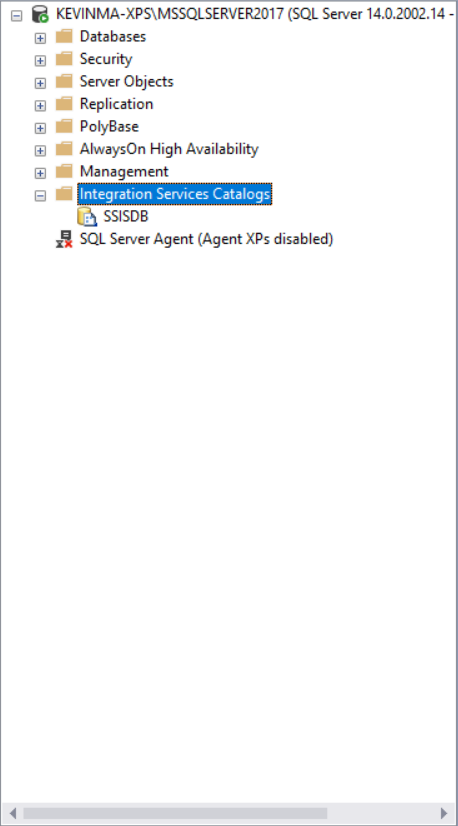 KEVINMA-XPS\MSSQLSERVER2017 (SQL Server 14.0.2002.14 -
Databases
Security
Server Objects
Replication
PolyBase
AlwaysOn High Availability
Management
Integration Services Catalogs
SSISDB
SQL Server Agent (Agent XPs disabled)